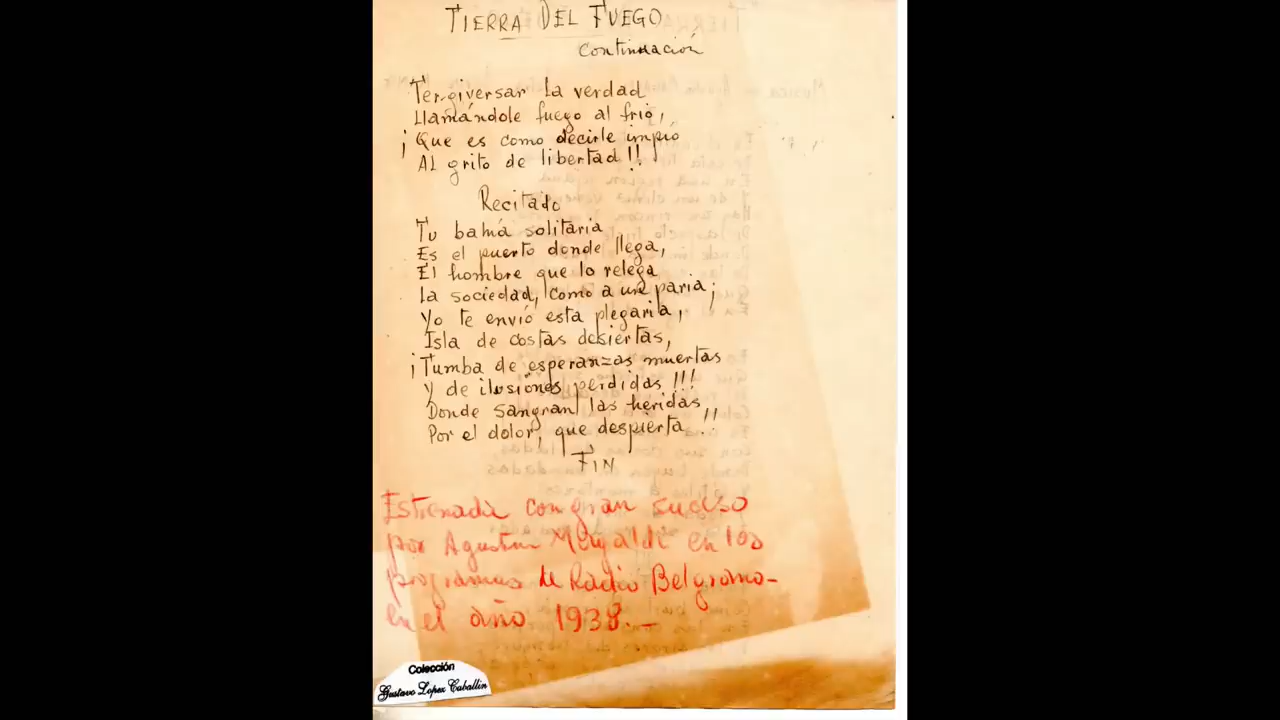 TIERRA DEL FUEGO
Continuación
Tergiversar la verdad
Llamándole fuego al frío,
¡Que es como decirle impío
Al grito de libertad!!
Recitado
Tu bahía solitaria
Es el puerto donde llega,
El hombre que lo relega
La sociedad, como a un paria;
Yo te envió esta plegaria,
Isla de costas desiertas,
¡Tumba de esperanzas muertas
Y de ilusiones perdidas!!!
Donde sangran las heridas
Por el dolor, que despierta!!
FIN
Estrenada con gran suceso
por Agustin Magaldi en los
programas de Radio Belgrano-
en el año 1938.-
Colección
Gustavo Lopez Caballin